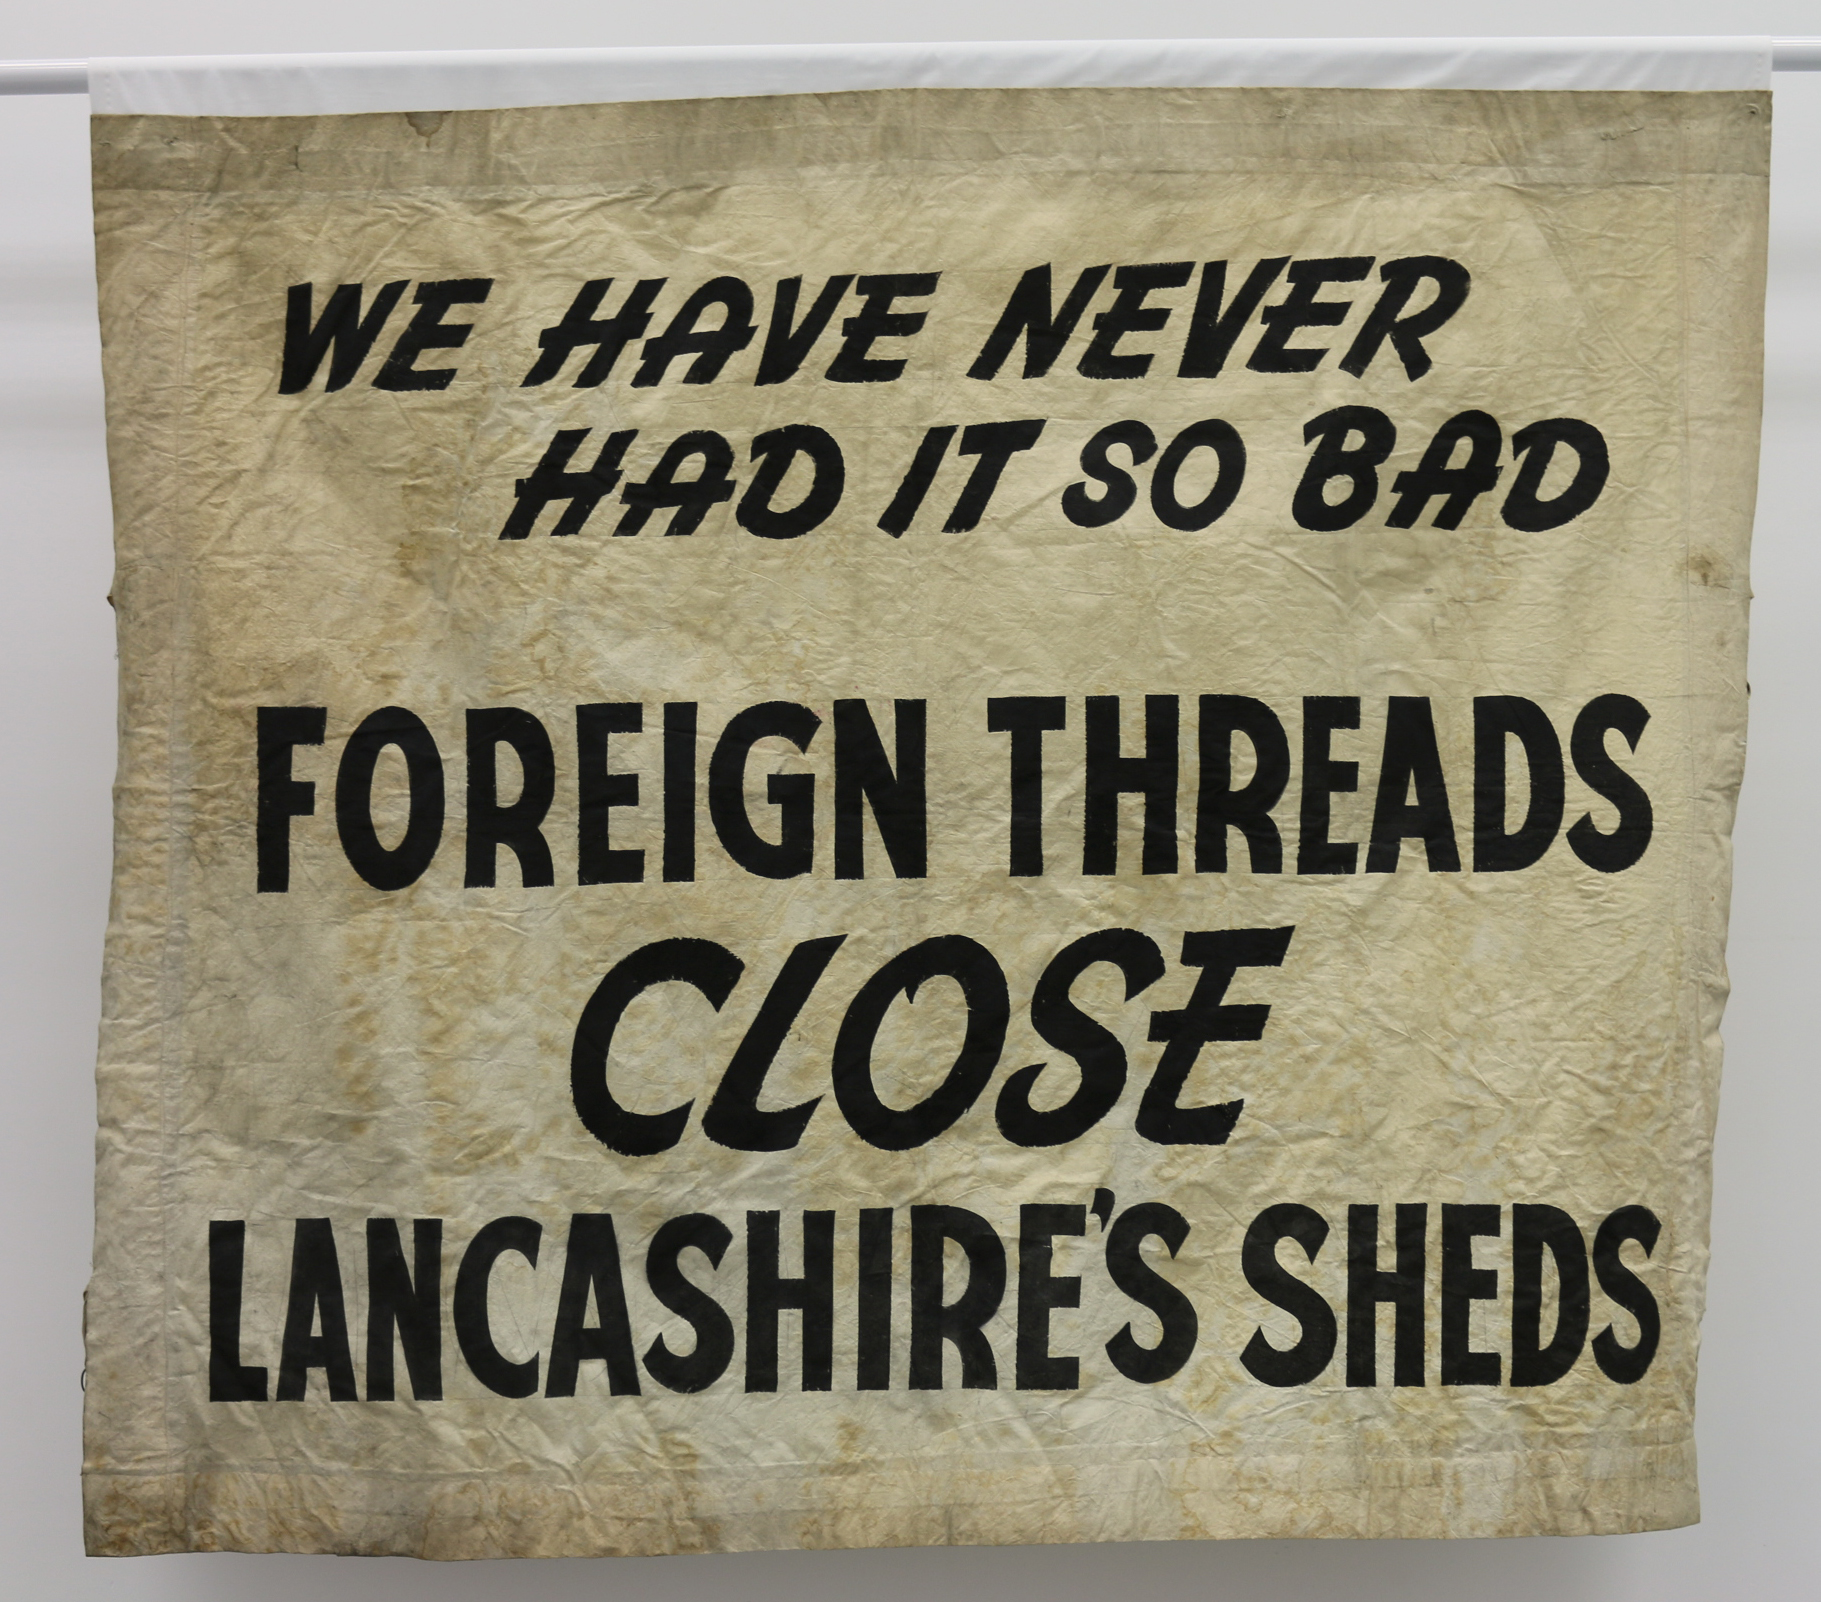 WE HAVE NEVER
HAD IT SO BAD
FOREIGN THREADS
CLOSE
LANCASHIRE'S SHEDS